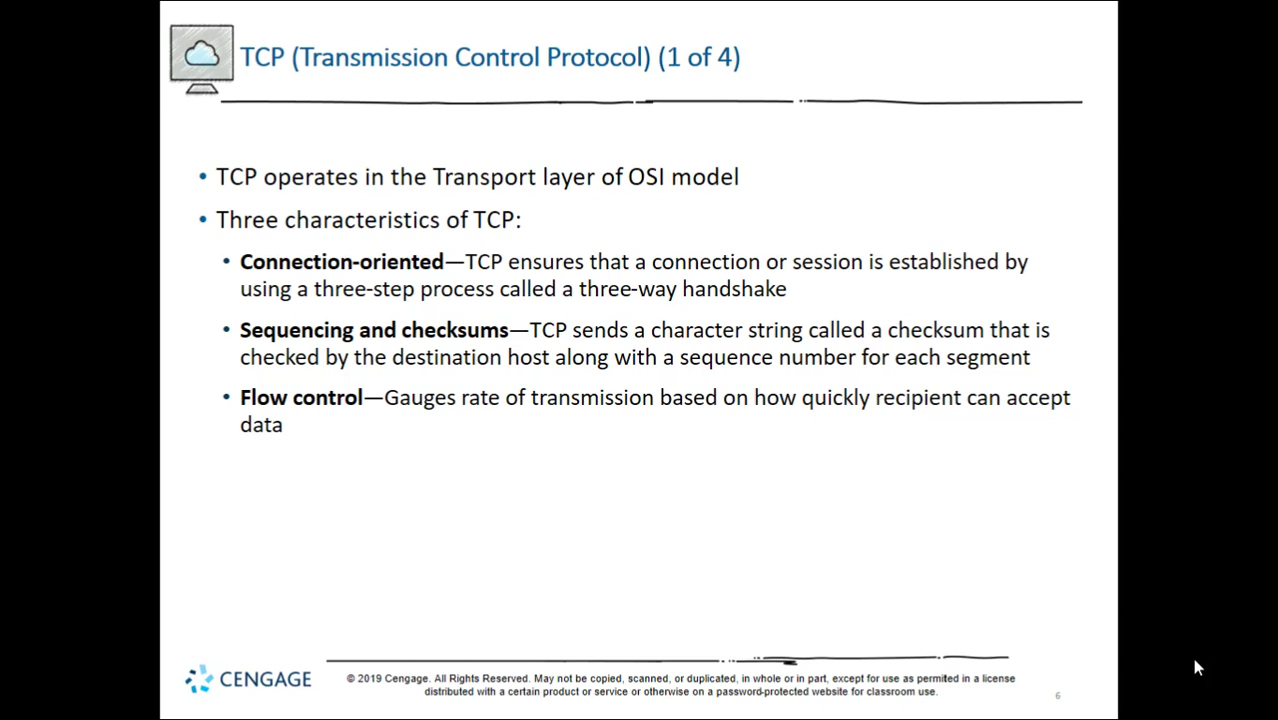 TCP (Transmission Control Protocol) (1 of 4)
• TCP operates in the Transport layer of OSI model
• Three characteristics of TCP:
• Connection-oriented—TCP ensures that a connection or session is established by
using a three-step process called a three-way handshake
• Sequencing and checksums—TCP sends a character string called a checksum that is
checked by the destination host along with a sequence number for each segment
• Flow control—Gauges rate of transmission based on how quickly recipient can accept
data
CENGAGE
© 2019 Cengage. All Rights Reserved. May not be copied, scanned, or duplicated, in whole or in part, except for use as permitted in a license
distributed with a certain product or service or otherwise on a password-protected website for classroom use.
6